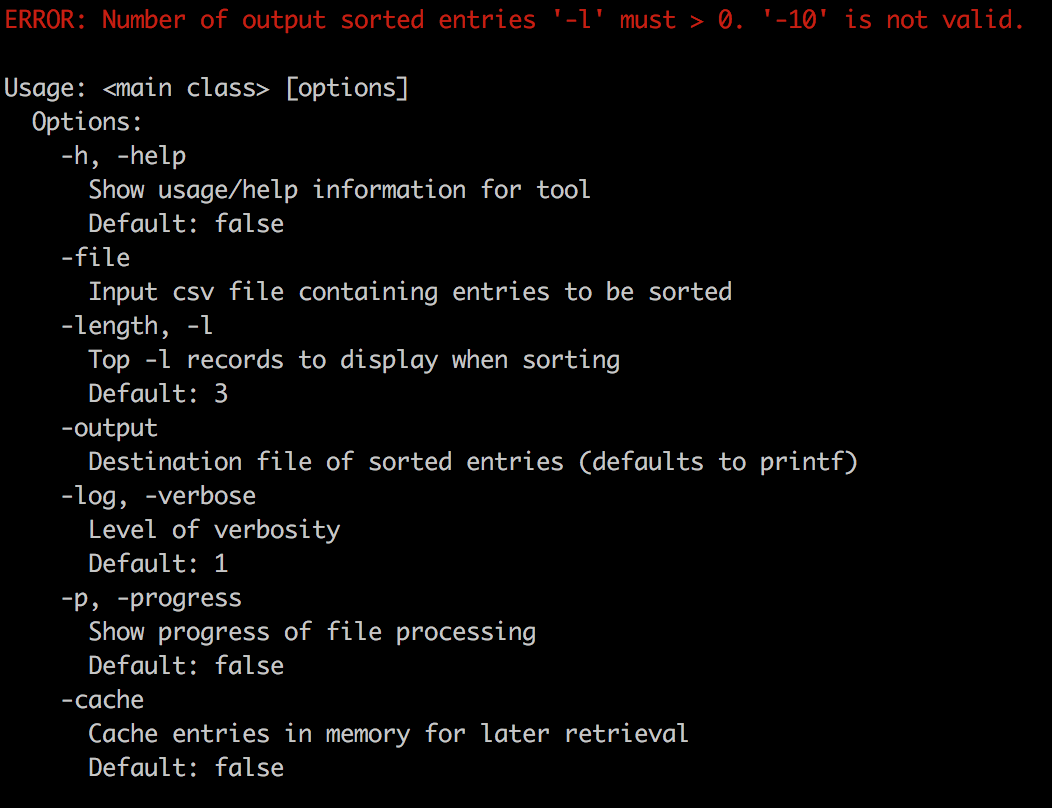 ERROR: Number of output sorted entries '-l' must > 0. '-10' is not valid.
Usage: <main class> [options]
Options:
-h, -help
Show usage/help information for tool
Default: false
-file
Input csv file containing entries to be sorted
-length, -l
Top -l records to display when sorting
Default: 3
-output
Destination file of sorted entries (defaults to printf)
-log, -verbose
Level of verbosity
Default: 1
-p, -progress
Show progress of file processing
Default: false
-cache
Cache entries in memory for later retrieval
Default: false